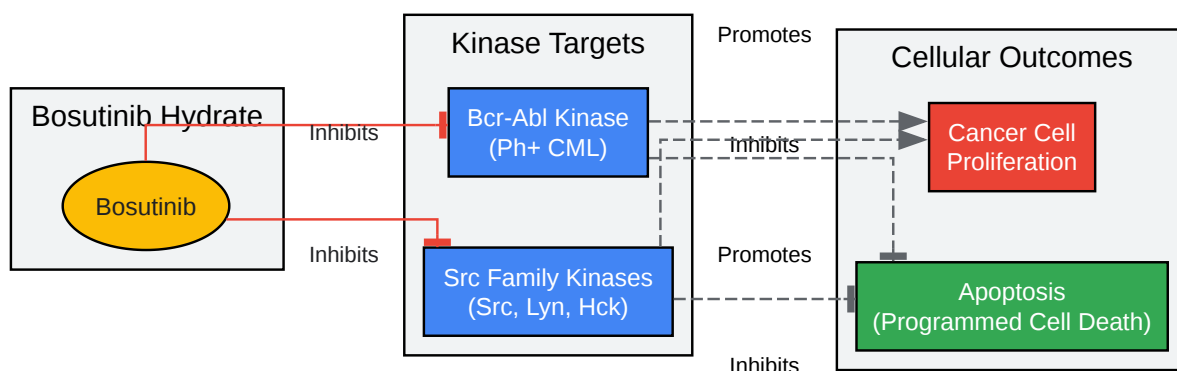 Bosutinib Hydrate
Bosutinib
Inhibits
Inhibits
Kinase Targets
Bcr-Abl Kinase
(Ph+ CML)
Src Family Kinases
(Src, Lyn, Hck)
Promotes
Inhibits
Promotes
Inhibits
Cellular Outcomes
Cancer Cell
Proliferation
Apoptosis
(Programmed Cell Death)